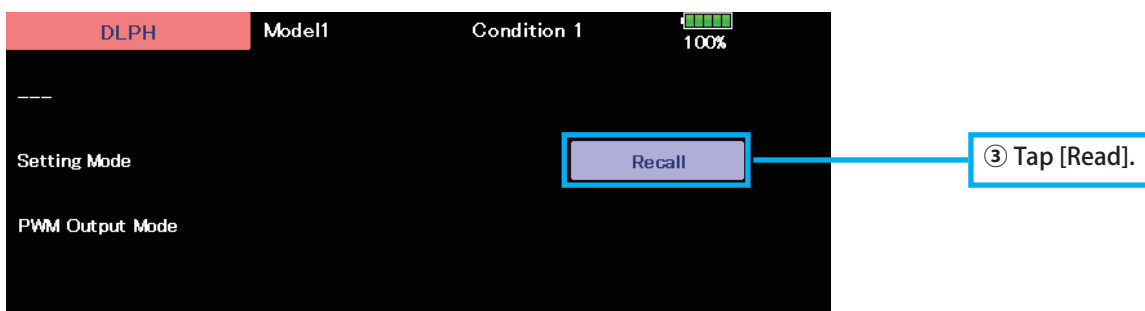 DLPH Model1 Condition 1 100%
---
Setting Mode Recall
③ Tap [Read].
PWM Output Mode